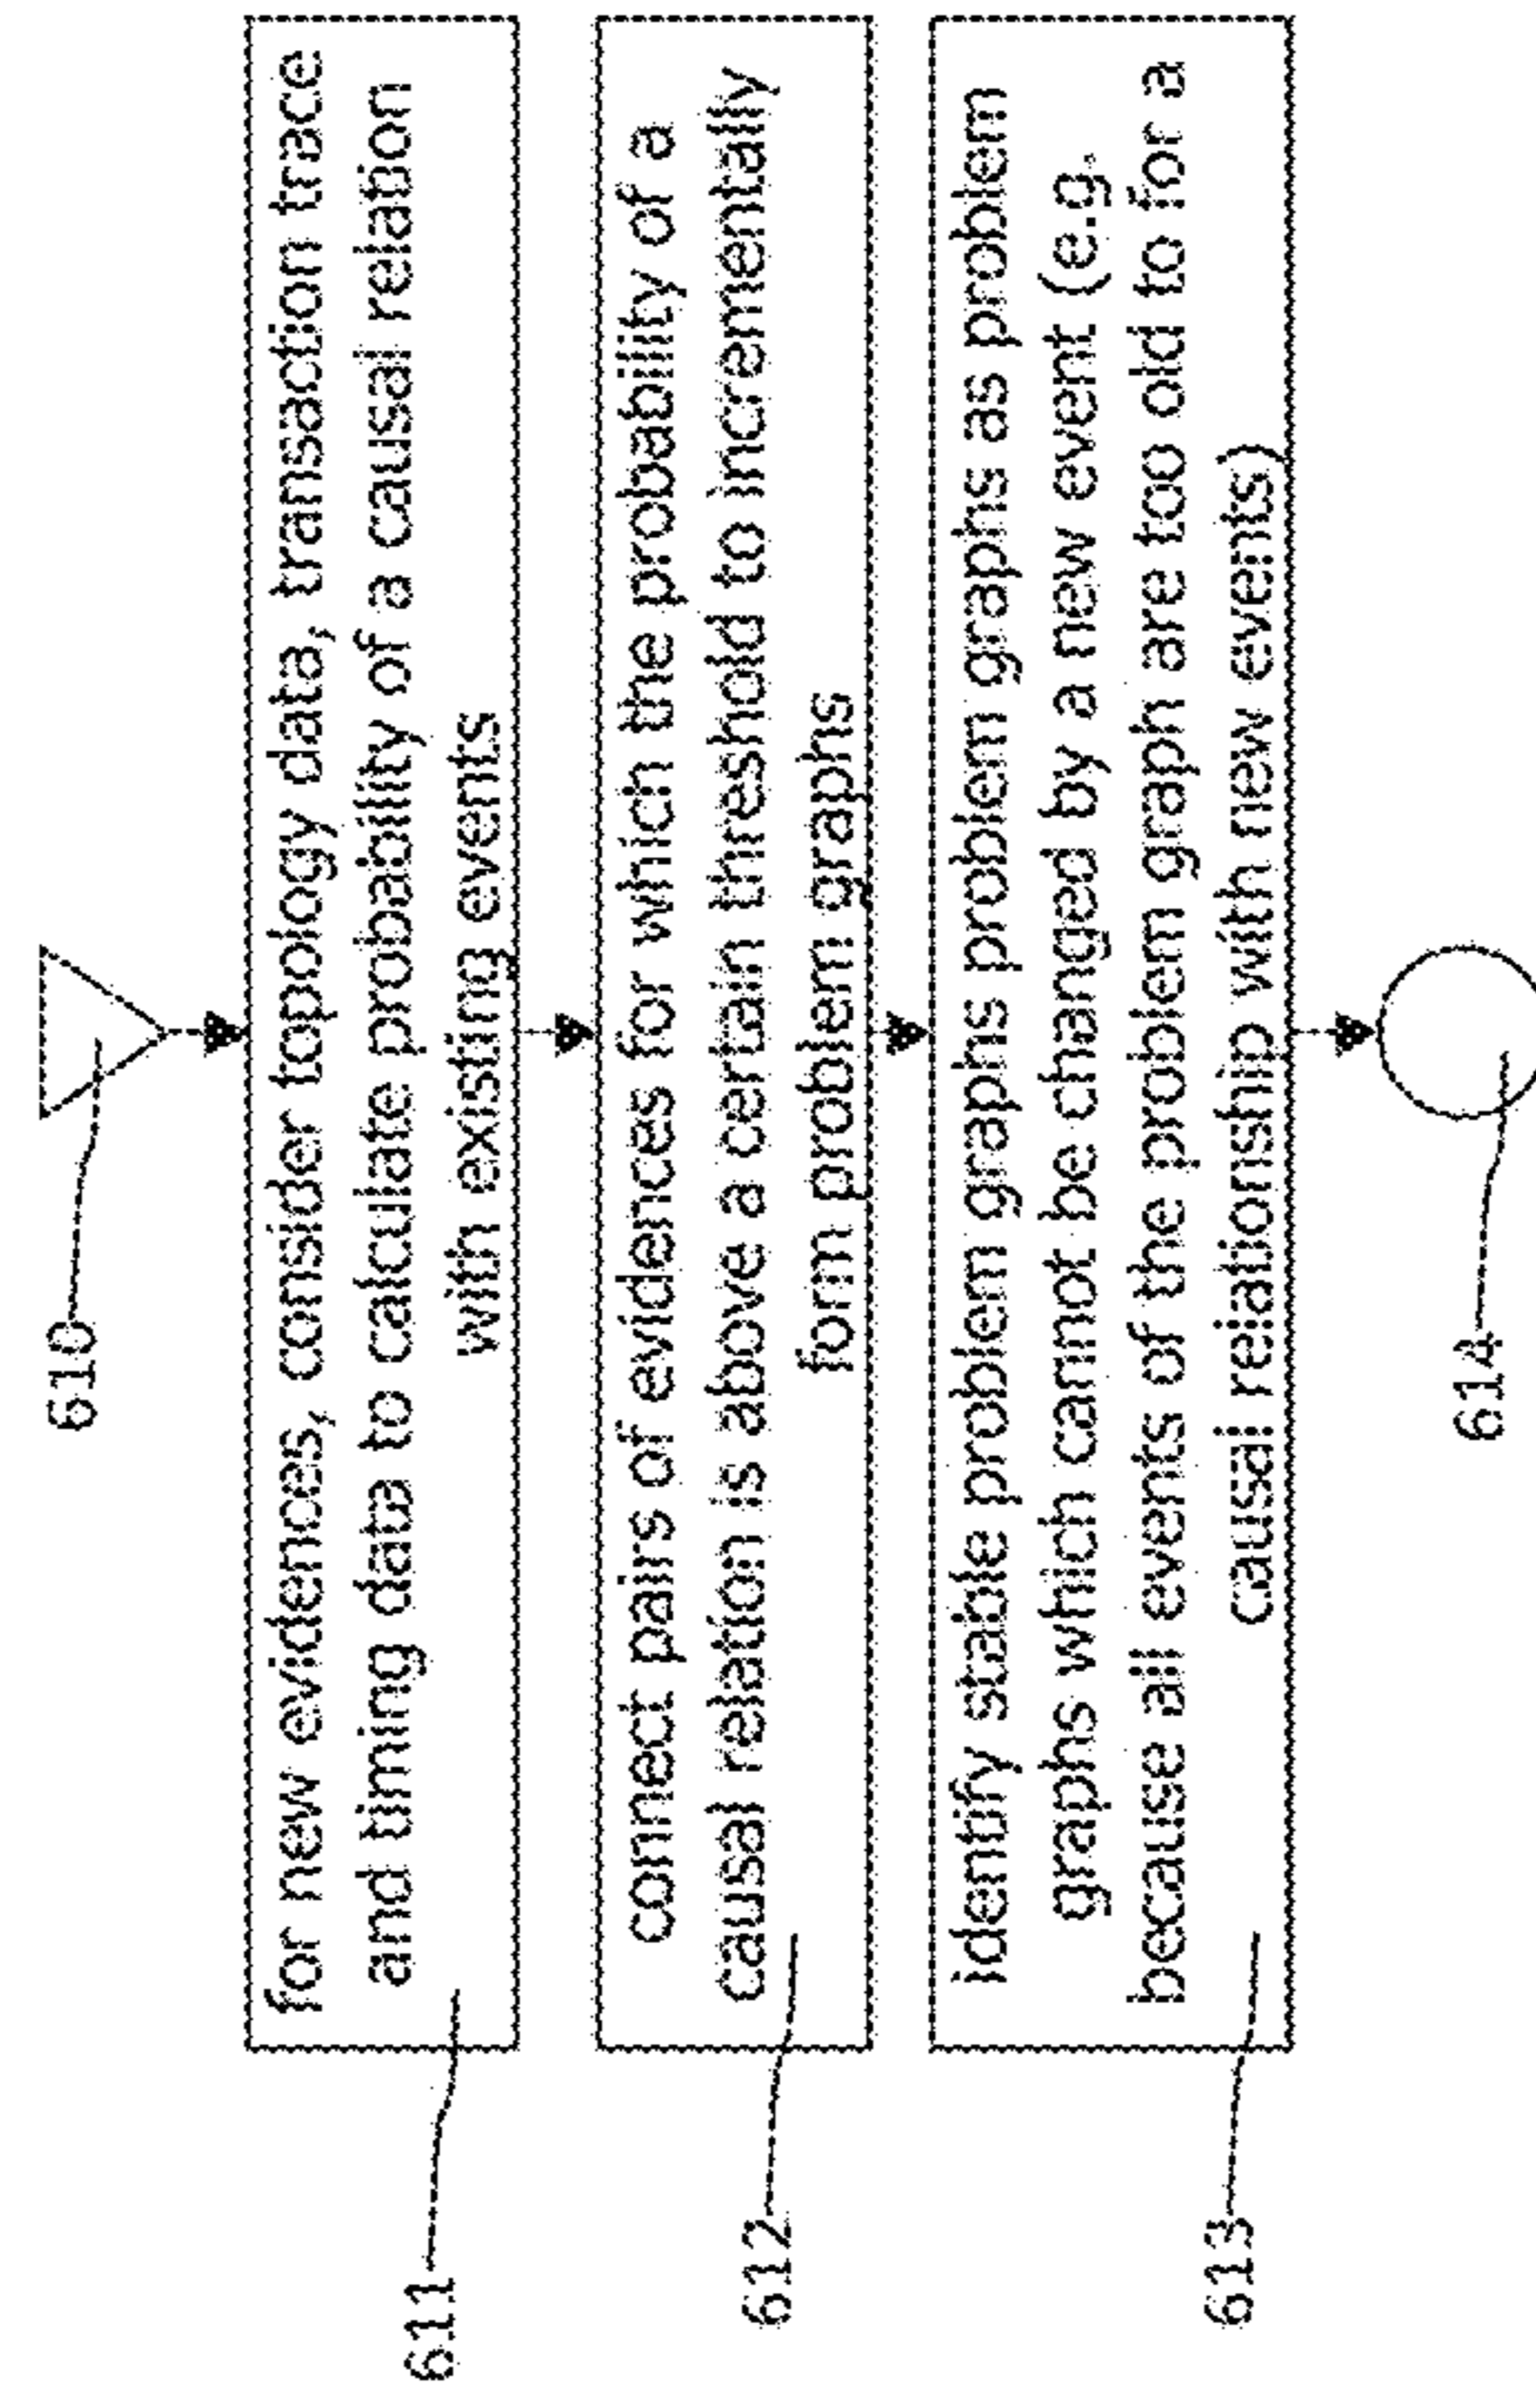 610
for new evidences, consider topology data, transaction trace
and timing data to calculate probability of a causal relation
with existing events
611
connect pairs of evidences for which the probability of a
causal relation is above a certain threshold to incrementally
form problem graphs
612
identify stable problem graphs problem graphs as problem
graphs which cannot be changed by a new event (e.g.
because all events of the problem graph are too old to for a
causal relationship with new events)
613
614